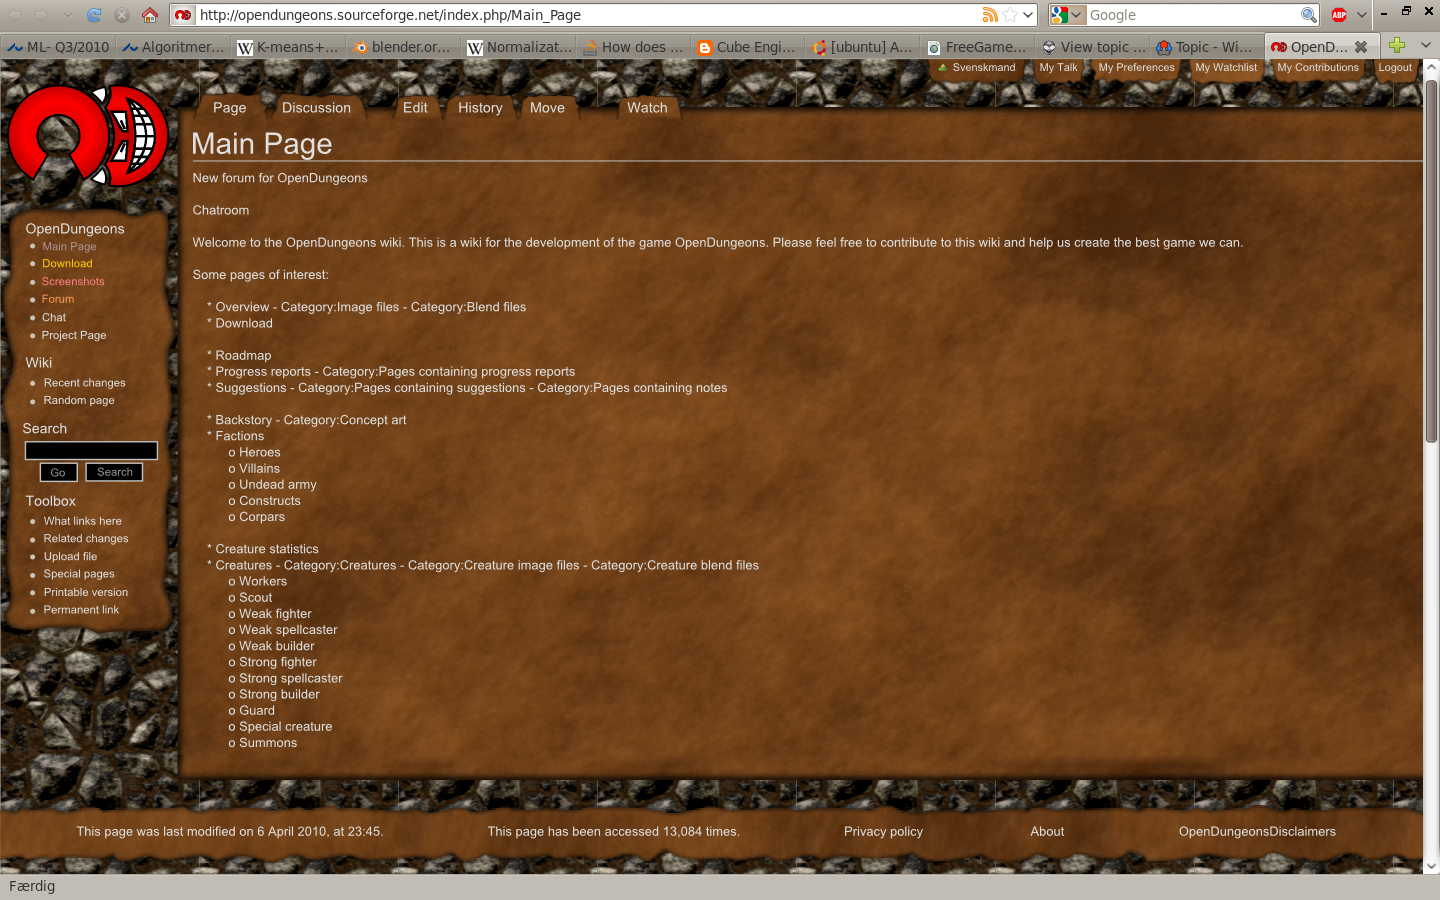 http://opendungeons.sourceforge.net/index.php/Main_Page
Google
ABP
ML- Q3/2010
Algoritmer...
K-means+...
blender.or...
Normalizat...
How does ...
Cube Engi...
[ubuntu] A...
FreeGame...
View topic ...
Topic - Wi...
OpenD...
Svenskmand
My Talk
My Preferences
My Watchlist
My Contributions
Logout
Page
Discussion
Edit
History
Move
Watch
Main Page
New forum for OpenDungeons
Chatroom
Welcome to the OpenDungeons wiki. This is a wiki for the development of the game OpenDungeons. Please feel free to contribute to this wiki and help us create the best game we can.
Some pages of interest:
* Overview - Category:Image files - Category:Blend files
* Download
* Roadmap
* Progress reports - Category:Pages containing progress reports
* Suggestions - Category:Pages containing suggestions - Category:Pages containing notes
* Backstory - Category:Concept art
* Factions
o Heroes
o Villains
o Undead army
o Constructs
o Corpars
* Creature statistics
* Creatures - Category:Creatures - Category:Creature image files - Category:Creature blend files
o Workers
o Scout
o Weak fighter
o Weak spellcaster
o Weak builder
o Strong fighter
o Strong spellcaster
o Strong builder
o Guard
o Special creature
o Summons
OpenDungeons
Main Page
Download
Screenshots
Forum
Chat
Project Page
Wiki
Recent changes
Random page
Search
Go
Search
Toolbox
What links here
Related changes
Upload file
Special pages
Printable version
Permanent link
This page was last modified on 6 April 2010, at 23:45.
This page has been accessed 13,084 times.
Privacy policy
About
OpenDungeonsDisclaimers
Færdig